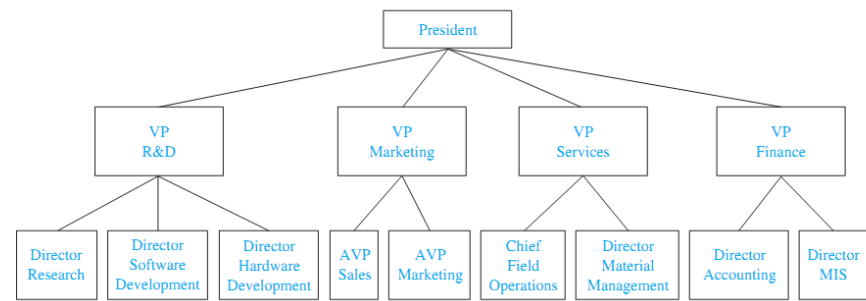 President
VP
R&D
VP
Marketing
VP
Services
VP
Finance
Director
Research
Director
Software
Development
Director
Hardware
Development
AVP
Sales
AVP
Marketing
Chief
Field
Operations
Director
Material
Management
Director
Accounting
Director
MIS